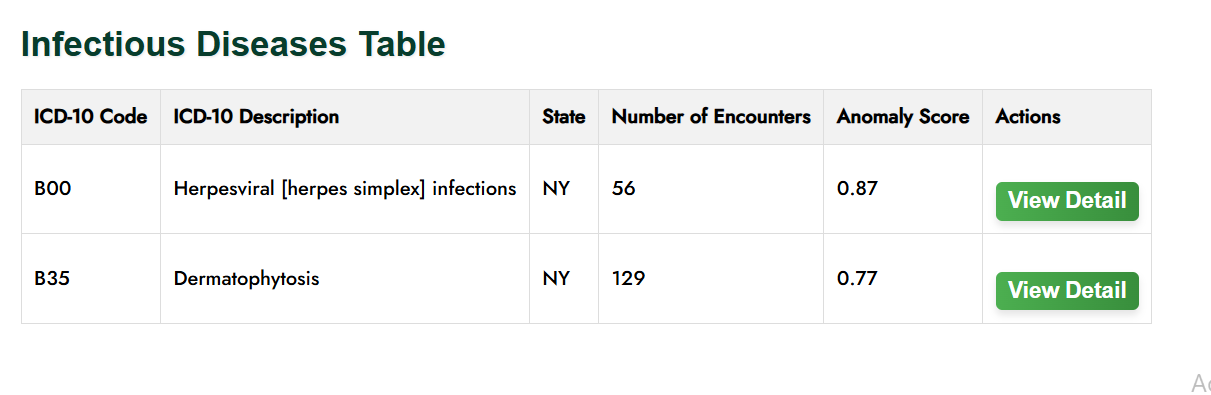 Infectious Diseases Table
ICD-10 Code ICD-10 Description State Number of Encounters Anomaly Score Actions
B00 Herpesviral [herpes simplex] infections NY 56 0.87 View Detail
B35 Dermatophytosis NY 129 0.77 View Detail